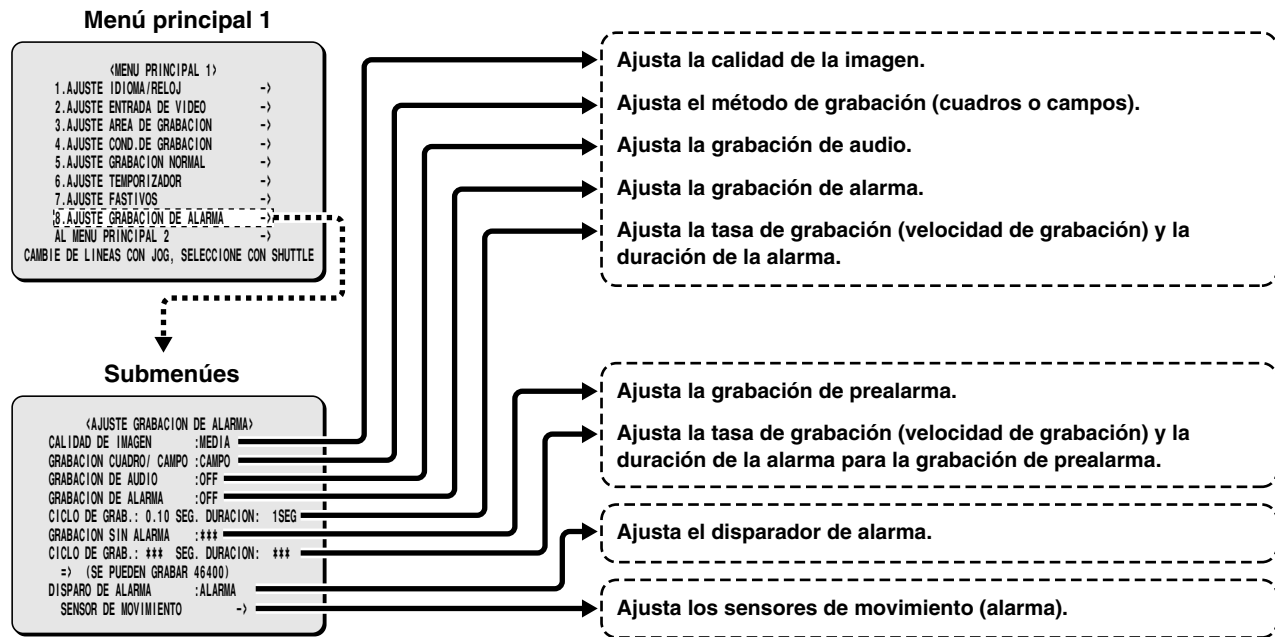 Menú principal 1
<MENU PRINCIPAL 1>
1.AJUSTE IDIOMA/RELOJ ->
2.AJUSTE ENTRADA DE VIDEO ->
3.AJUSTE AREA DE GRABACION ->
4.AJUSTE COND.DE GRABACION ->
5.AJUSTE GRABACION NORMAL ->
6.AJUSTE TEMPORIZADOR ->
7.AJUSTE FASTIVOS ->
8.AJUSTE GRABACION DE ALARMA ->
AL MENU PRINCIPAL 2 ->
CAMBIE DE LINEAS CON JOG, SELECCIONE CON SHUTTLE
Submenúes
<AJUSTE GRABACION DE ALARMA>
CALIDAD DE IMAGEN :MEDIA
GRABACION CUADRO/ CAMPO :CAMPO
GRABACION DE AUDIO :OFF
GRABACION DE ALARMA :OFF
CICLO DE GRAB.: 0.10 SEG. DURACION: 1SEG
GRABACION SIN ALARMA :***
CICLO DE GRAB.: *** SEG. DURACION: ***
=> (SE PUEDEN GRABAR 46400)
DISPARO DE ALARMA :ALARMA
SENSOR DE MOVIMIENTO ->
Ajusta la calidad de la imagen.
Ajusta el método de grabación (cuadros o campos).
Ajusta la grabación de audio.
Ajusta la grabación de alarma.
Ajusta la tasa de grabación (velocidad de grabación) y la
duración de la alarma.
Ajusta la grabación de prealarma.
Ajusta la tasa de grabación (velocidad de grabación) y la
duración de la alarma para la grabación de prealarma.
Ajusta el disparador de alarma.
Ajusta los sensores de movimiento (alarma).